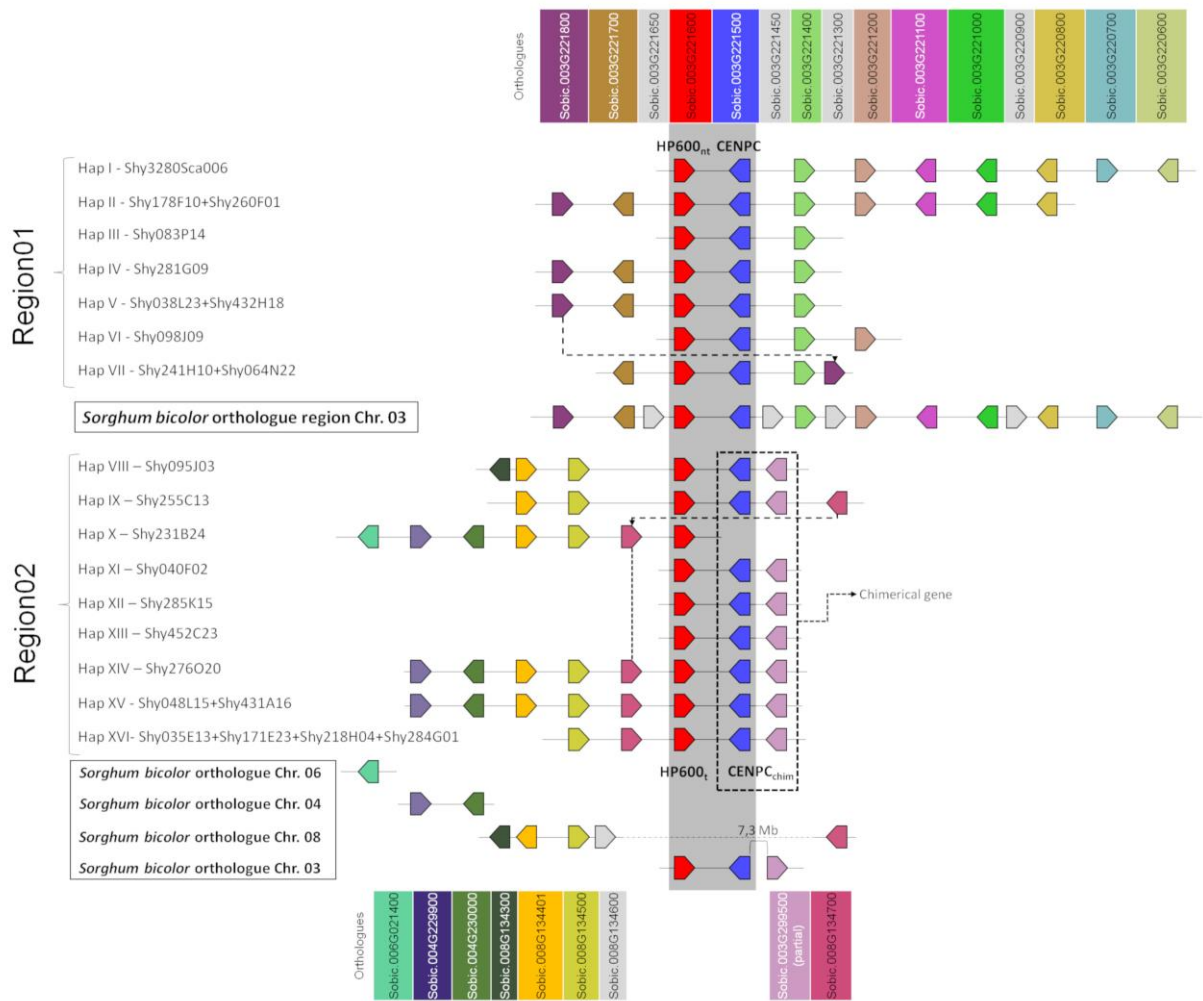 Orthologues
Sobic.003G221800
Sobic.003G221700
Sobic.003G221650
Sobic.003G221600
Sobic.003G221500
Sobic.003G221450
Sobic.003G221400
Sobic.003G221300
Sobic.003G221200
Sobic.003G221100
Sobic.003G221000
Sobic.003G220900
Sobic.003G220800
Sobic.003G220700
Sobic.003G220600
HP600nt CENPC
Region01
Hap I - Shy3280Sca006
Hap II - Shy178F10+Shy260F01
Hap III - Shy083P14
Hap IV - Shy281G09
Hap V - Shy038L23+Shy432H18
Hap VI - Shy098J09
Hap VII - Shy241H10+Shy064N22
Sorghum bicolor orthologue region Chr. 03
Region02
Hap VIII – Shy095J03
Hap IX – Shy255C13
Hap X – Shy231B24
Hap XI – Shy040F02
Hap XII – Shy285K15
Chimerical gene
Hap XIII – Shy452C23
Hap XIV – Shy276O20
Hap XV - Shy048L15+Shy431A16
Hap XVI- Shy035E13+Shy171E23+Shy218H04+Shy284G01
HP600t CENPCchim
Sorghum bicolor orthologue Chr. 06
Sorghum bicolor orthologue Chr. 04
Sorghum bicolor orthologue Chr. 08
7,3 Mb
Sorghum bicolor orthologue Chr. 03
Orthologues
Sobic.006G021400
Sobic.004G229900
Sobic.004G230000
Sobic.008G134300
Sobic.008G134401
Sobic.008G134500
Sobic.008G134600
Sobic.003G299500
(partial)
Sobic.008G134700